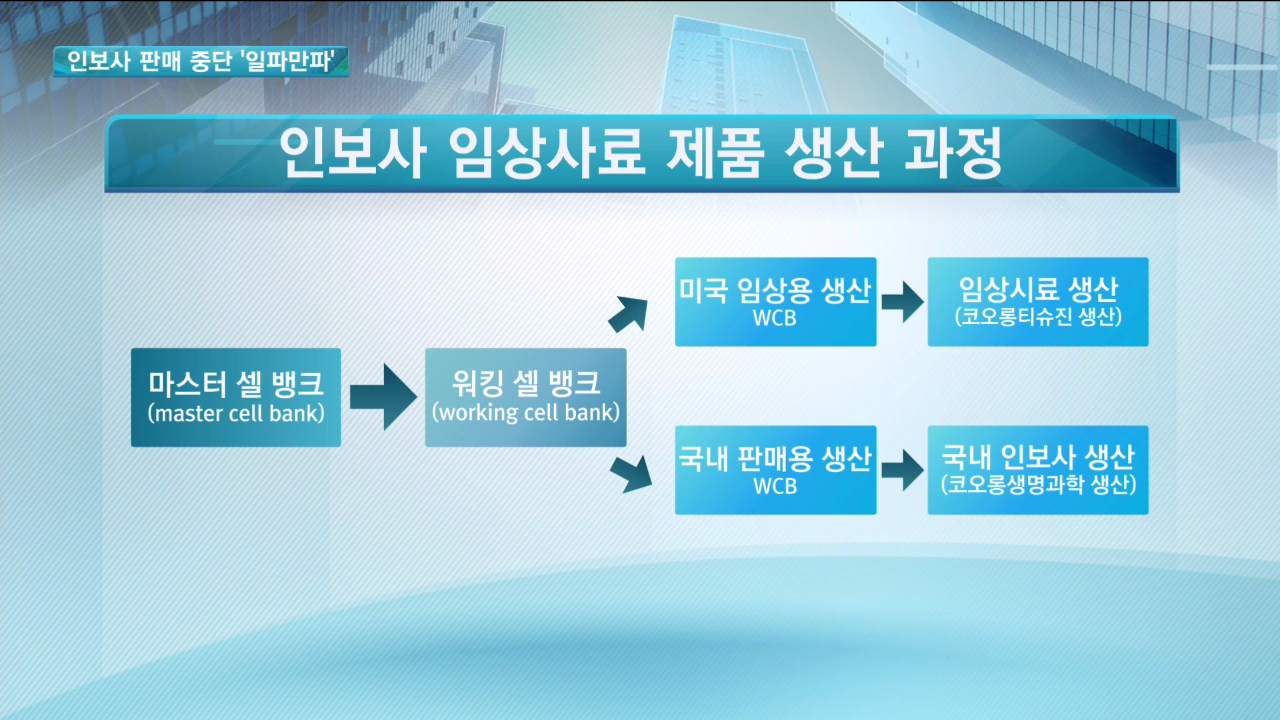 인보사 판매 중단 '일파만파'
인보사 임상사료 제품 생산 과정
마스터 셀 뱅크
(master cell bank)
워킹 셀 뱅크
(working cell bank)
미국 임상용 생산
WCB
임상시료 생산
(코오롱티슈진 생산)
국내 판매용 생산
WCB
국내 인보사 생산
(코오롱생명과학 생산)